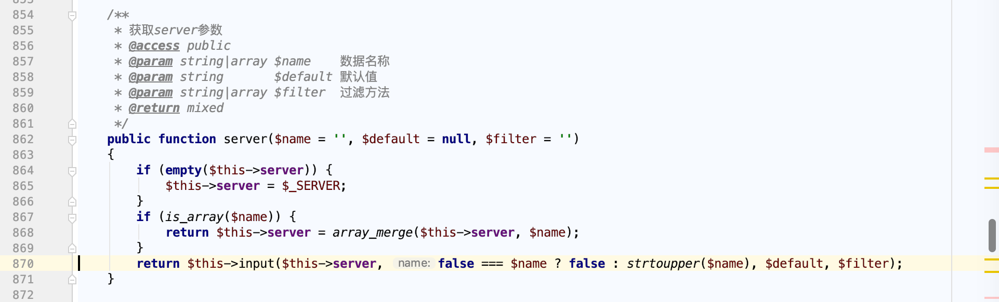 854 /**
855 * 获取server参数
856 * @access public
857 * @param string|array $name 数据名称
858 * @param string $default 默认值
859 * @param string|array $filter 过滤方法
860 * @return mixed
861 */
862 public function server($name = '', $default = null, $filter = '')
863 {
864 if (empty($this->server)) {
865 $this->server = $_SERVER;
866 }
867 if (is_array($name)) {
868 return $this->server = array_merge($this->server, $name);
869 }
870 return $this->input($this->server, name: false === $name ? false : strtoupper($name), $default, $filter);
871 }
872